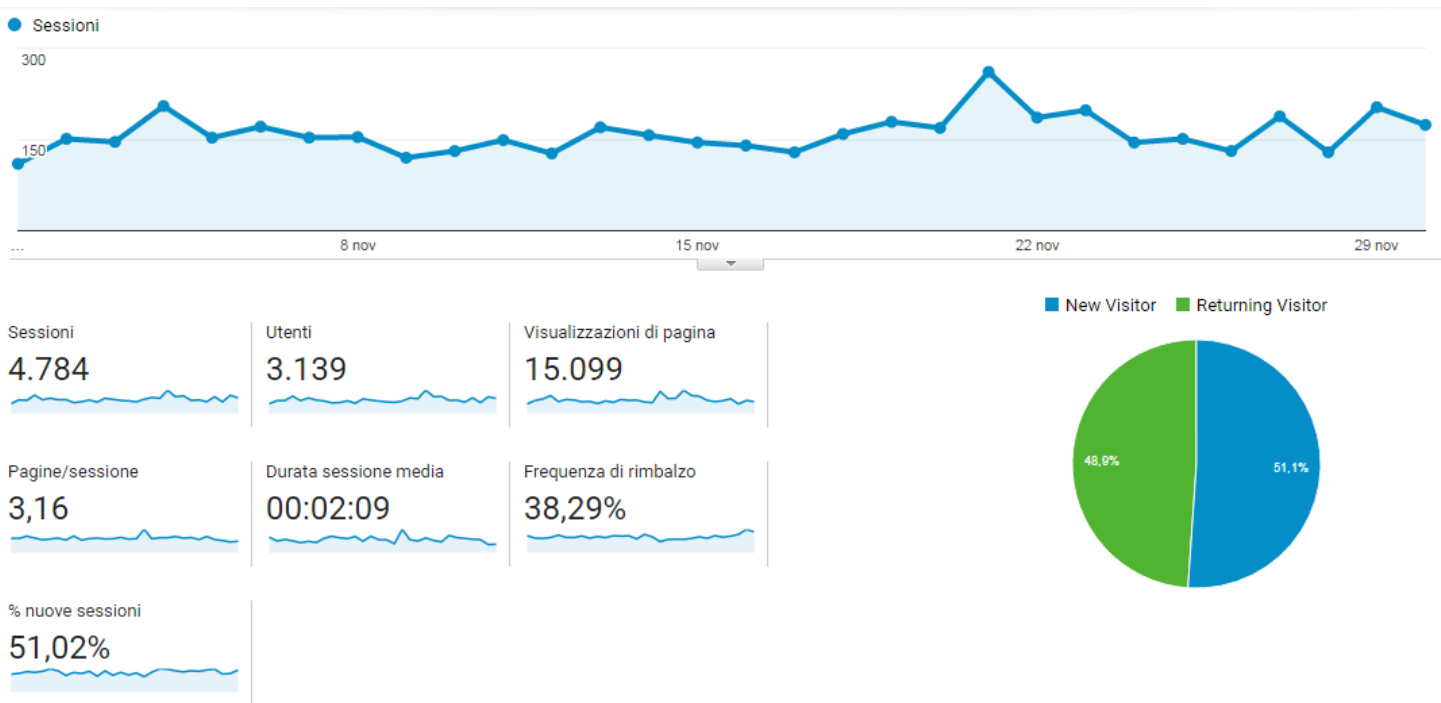 Sessioni
300
150
...
8 nov
15 nov
22 nov
29 nov
New Visitor
Returning Visitor
Sessioni
4.784
Utenti
3.139
Visualizzazioni di pagina
15.099
48,9%
51,1%
Pagine/sessione
3,16
Durata sessione media
00:02:09
Frequenza di rimbalzo
38,29%
% nuove sessioni
51,02%